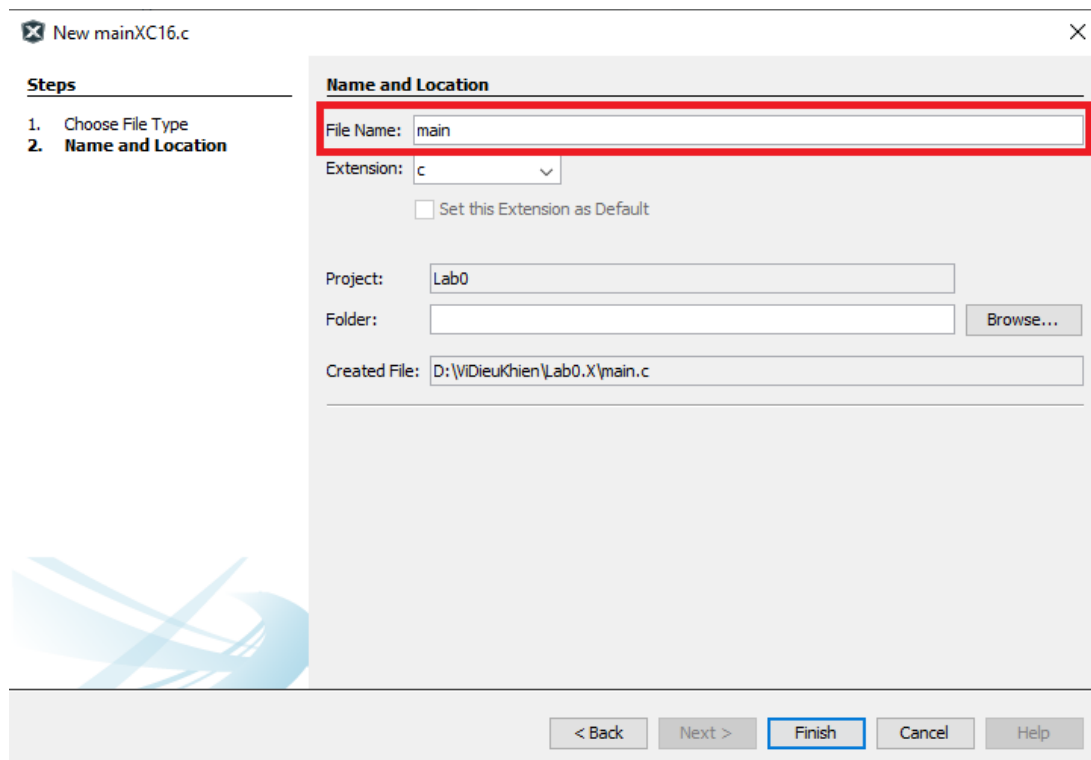 New mainXC16.c
Steps
1. Choose File Type
2. Name and Location
Name and Location
File Name: main
Extension: c
Set this Extension as Default
Project: Lab0
Folder:
Browse...
Created File: D:\ViDieuKhien\Lab0.X\main.c
< Back Next > Finish Cancel Help